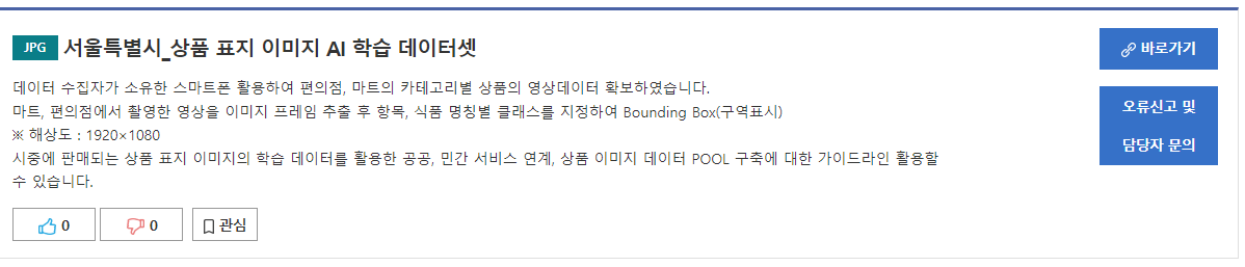 JPG 서울특별시_상품 표지 이미지 AI 학습 데이터셋
바로가기
데이터 수집자가 소유한 스마트폰 활용하여 편의점, 마트의 카테고리별 상품의 영상데이터 확보하였습니다.
마트, 편의점에서 촬영한 영상을 이미지 프레임 추출 후 항목, 식품 명칭별 클래스를 지정하여 Bounding Box(구역표시)
※ 해상도 : 1920×1080
시중에 판매되는 상품 표지 이미지의 학습 데이터를 활용한 공공, 민간 서비스 연계, 상품 이미지 데이터 POOL 구축에 대한 가이드라인 활용할
수 있습니다.
오류신고 및
담당자 문의
0
0
관심